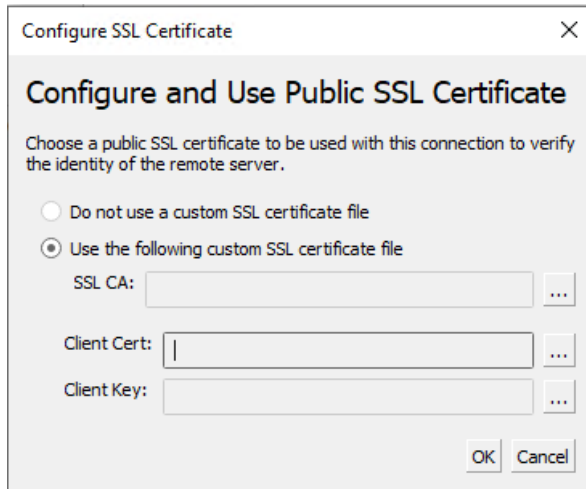 Configure SSL Certificate
Configure and Use Public SSL Certificate
Choose a public SSL certificate to be used with this connection to verify
the identity of the remote server.
Do not use a custom SSL certificate file
Use the following custom SSL certificate file
SSL CA:
...
Client Cert:
...
Client Key:
...
OK Cancel